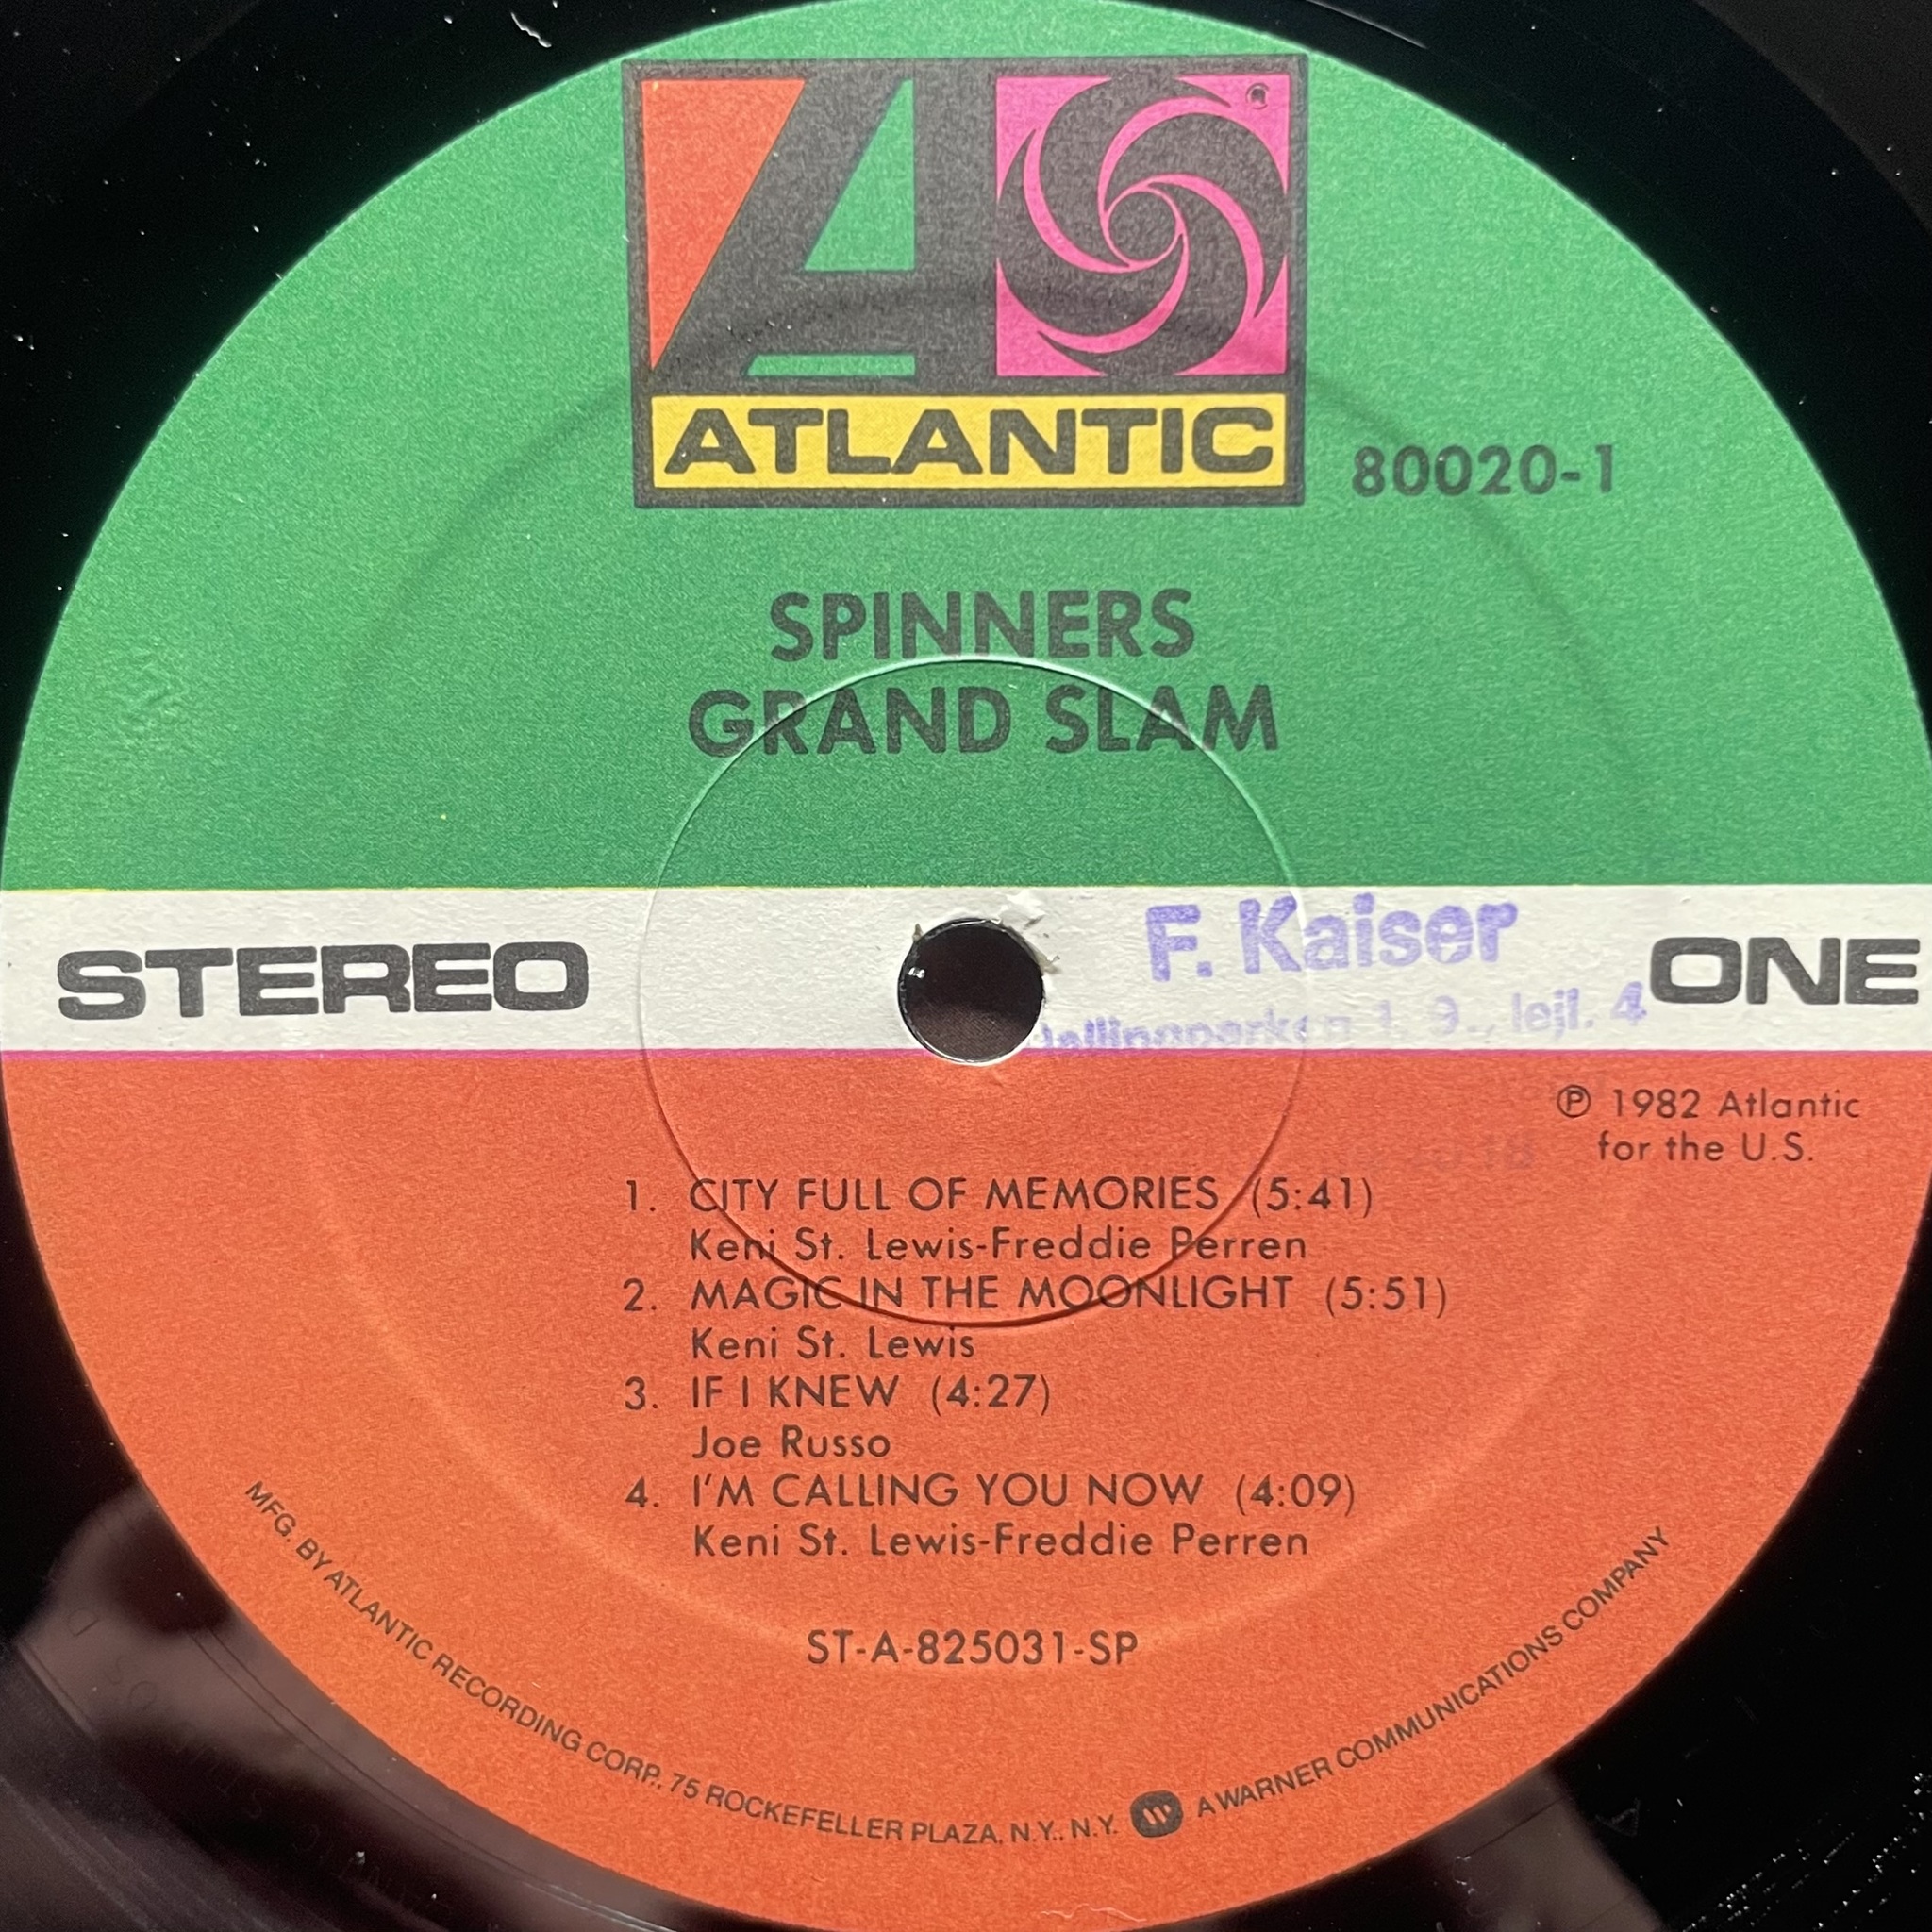 ATLANTIC
80020-1
SPINNERS
GRAND SLAM
STEREO
F. Kaiser
1. 9., lejl. 4
ONE
℗ 1982 Atlantic
for the U.S.
1. CITY FULL OF MEMORIES (5:41)
Keni St. Lewis-Freddie Perren
2. MAGIC IN THE MOONLIGHT (5:51)
Keni St. Lewis
3. IF I KNEW (4:27)
Joe Russo
4. I'M CALLING YOU NOW (4:09)
Keni St. Lewis-Freddie Perren
ST-A-825031-SP
MFG. BY ATLANTIC RECORDING CORP., 75 ROCKEFELLER PLAZA, N.Y., N.Y. A WARNER COMMUNICATIONS COMPANY